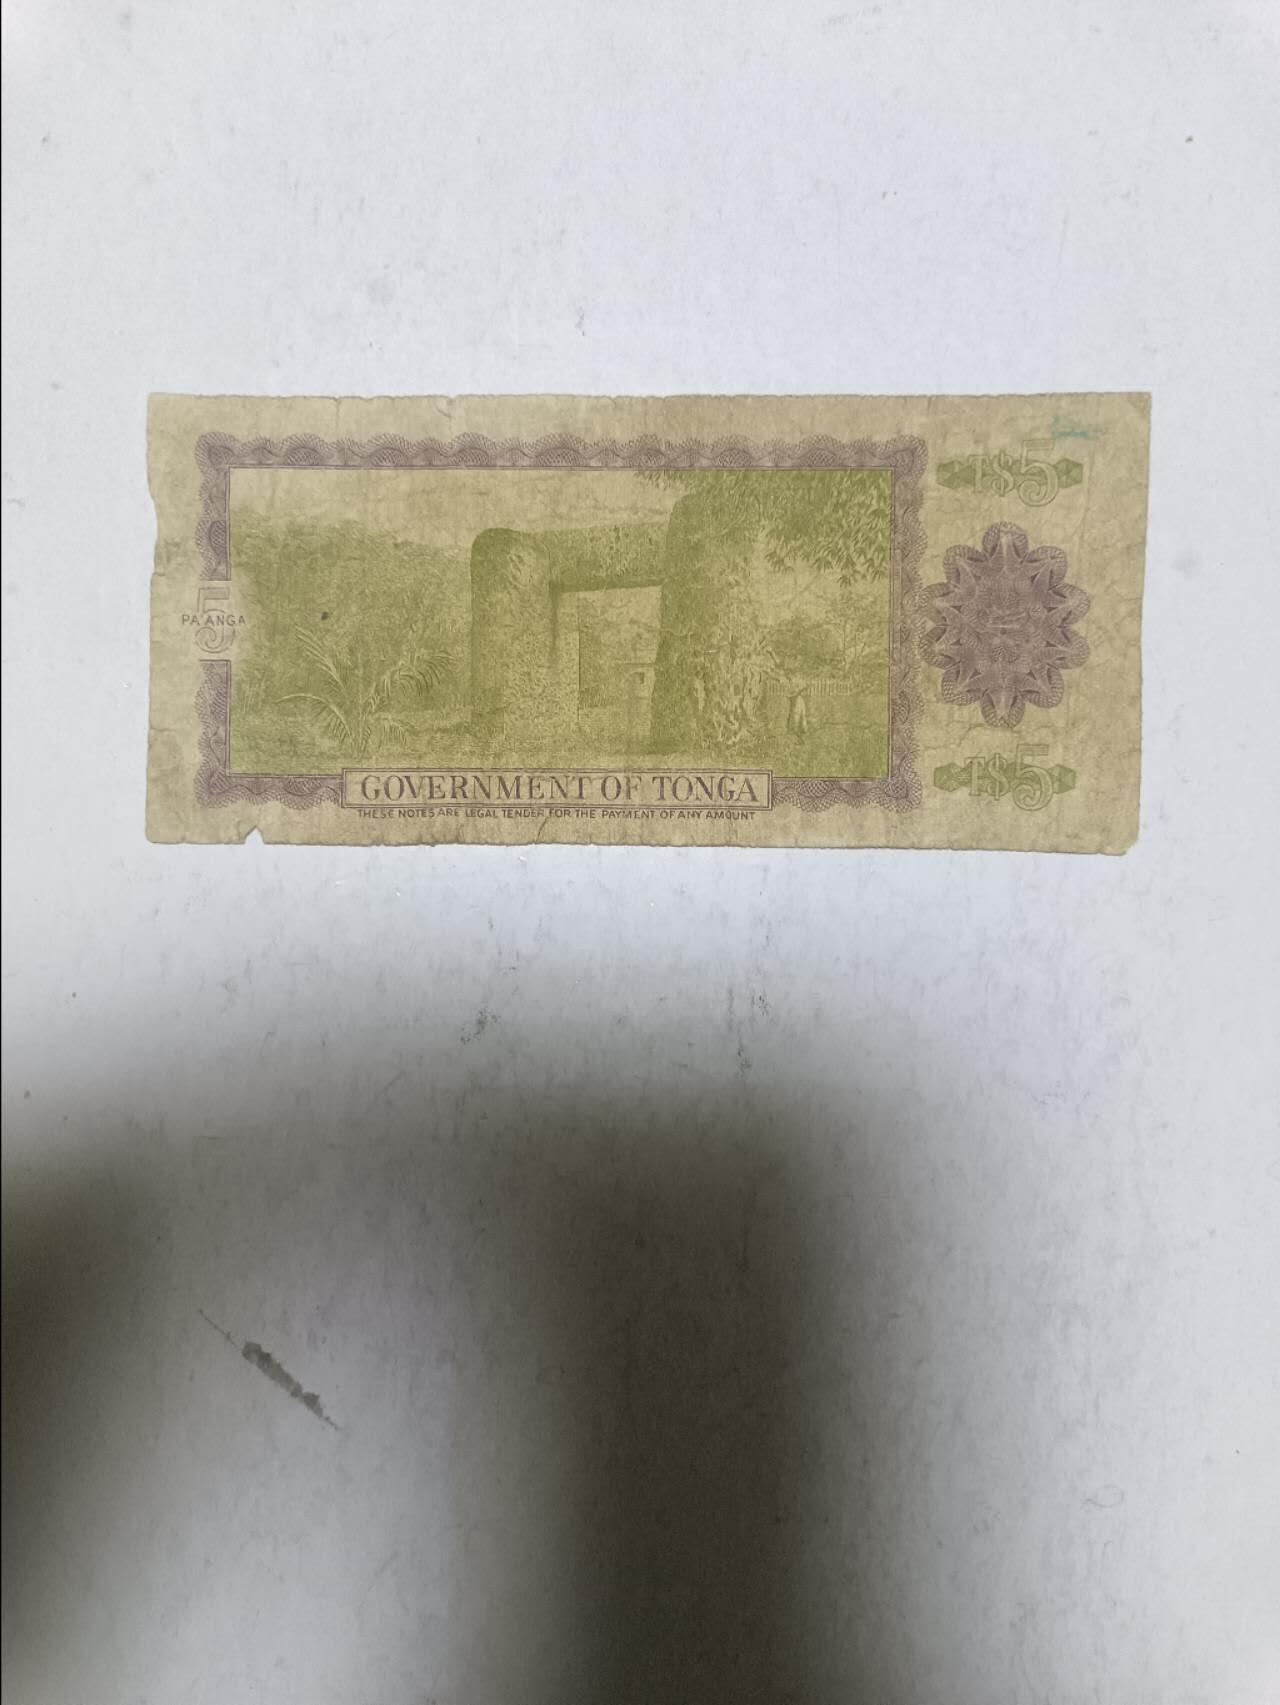 T$5
5
PA'ANGA
T$5
GOVERNMENT OF TONGA
THESE NOTES ARE LEGAL TENDER FOR THE PAYMENT OF ANY AMOUNT